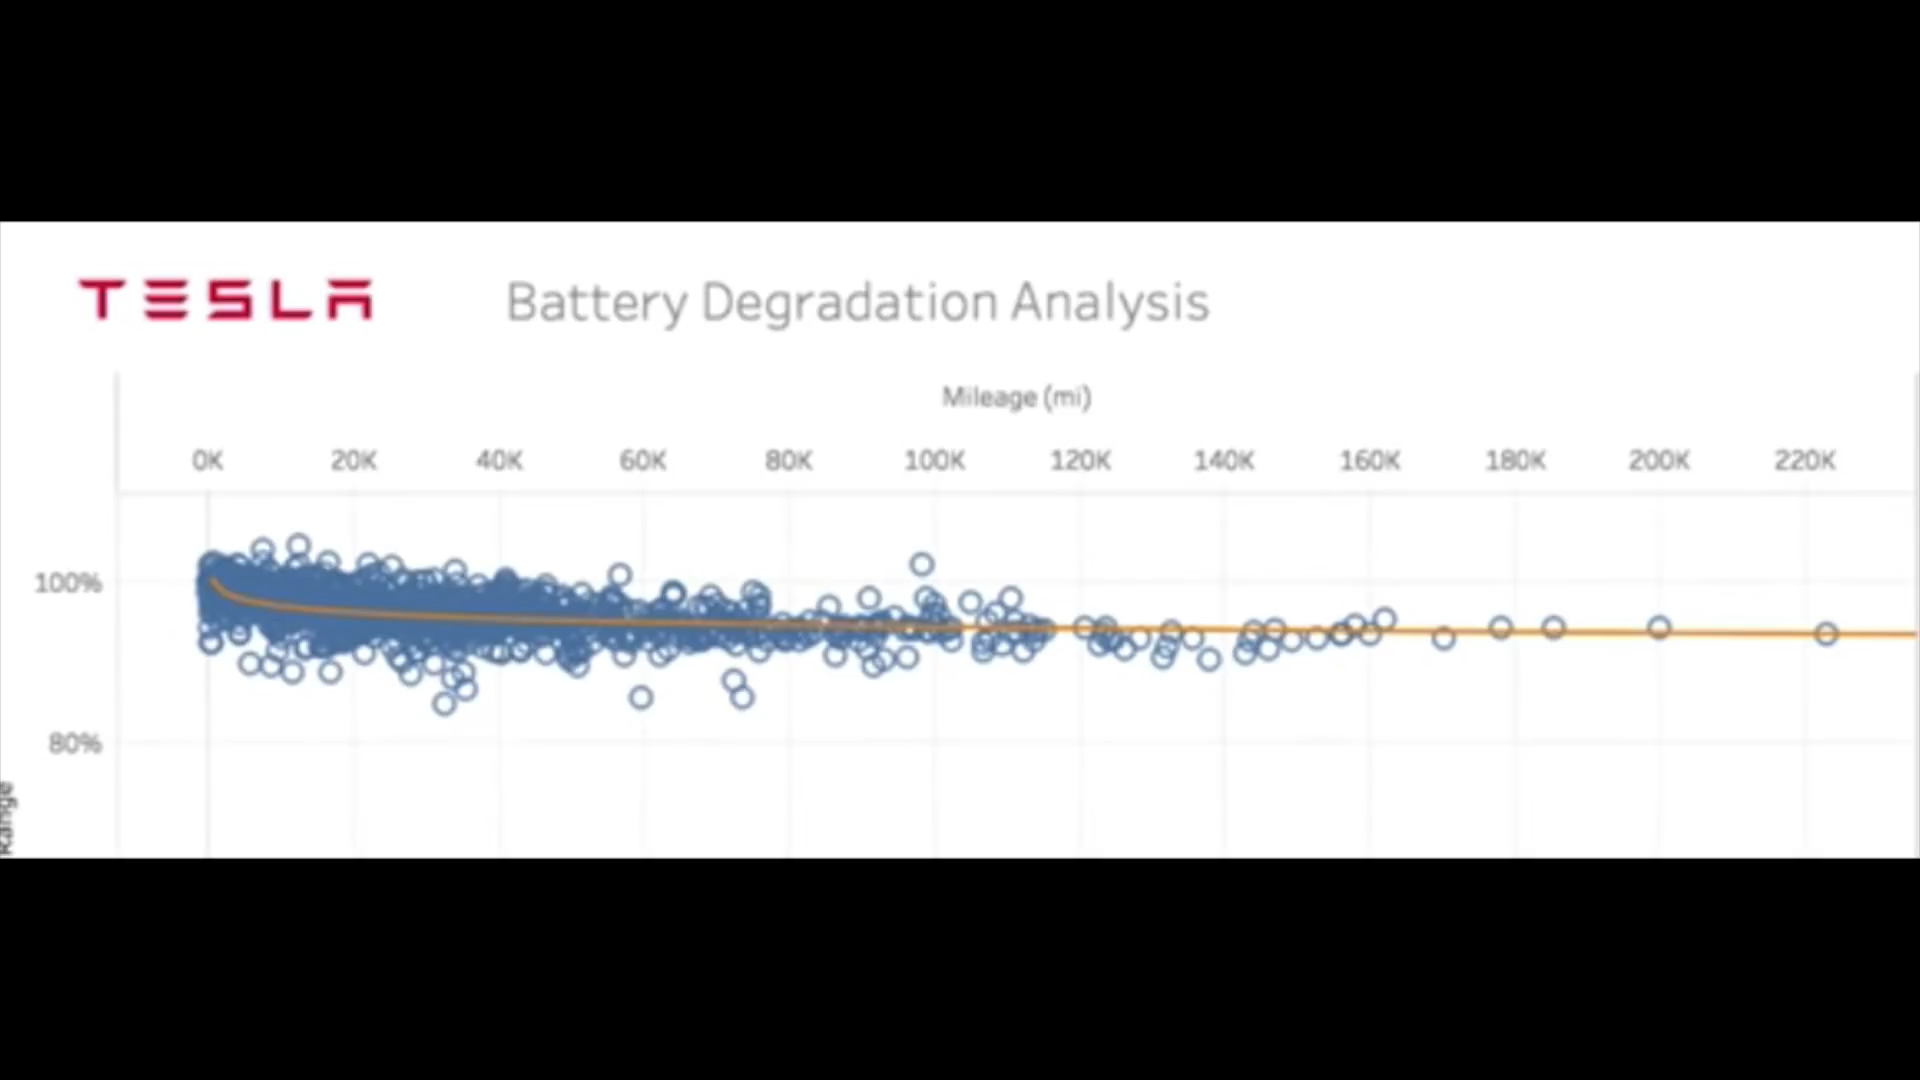 TESLA Battery Degradation Analysis
Mileage (mi)
0K 20K 40K 60K 80K 100K 120K 140K 160K 180K 200K 220K
100%
80%
Range